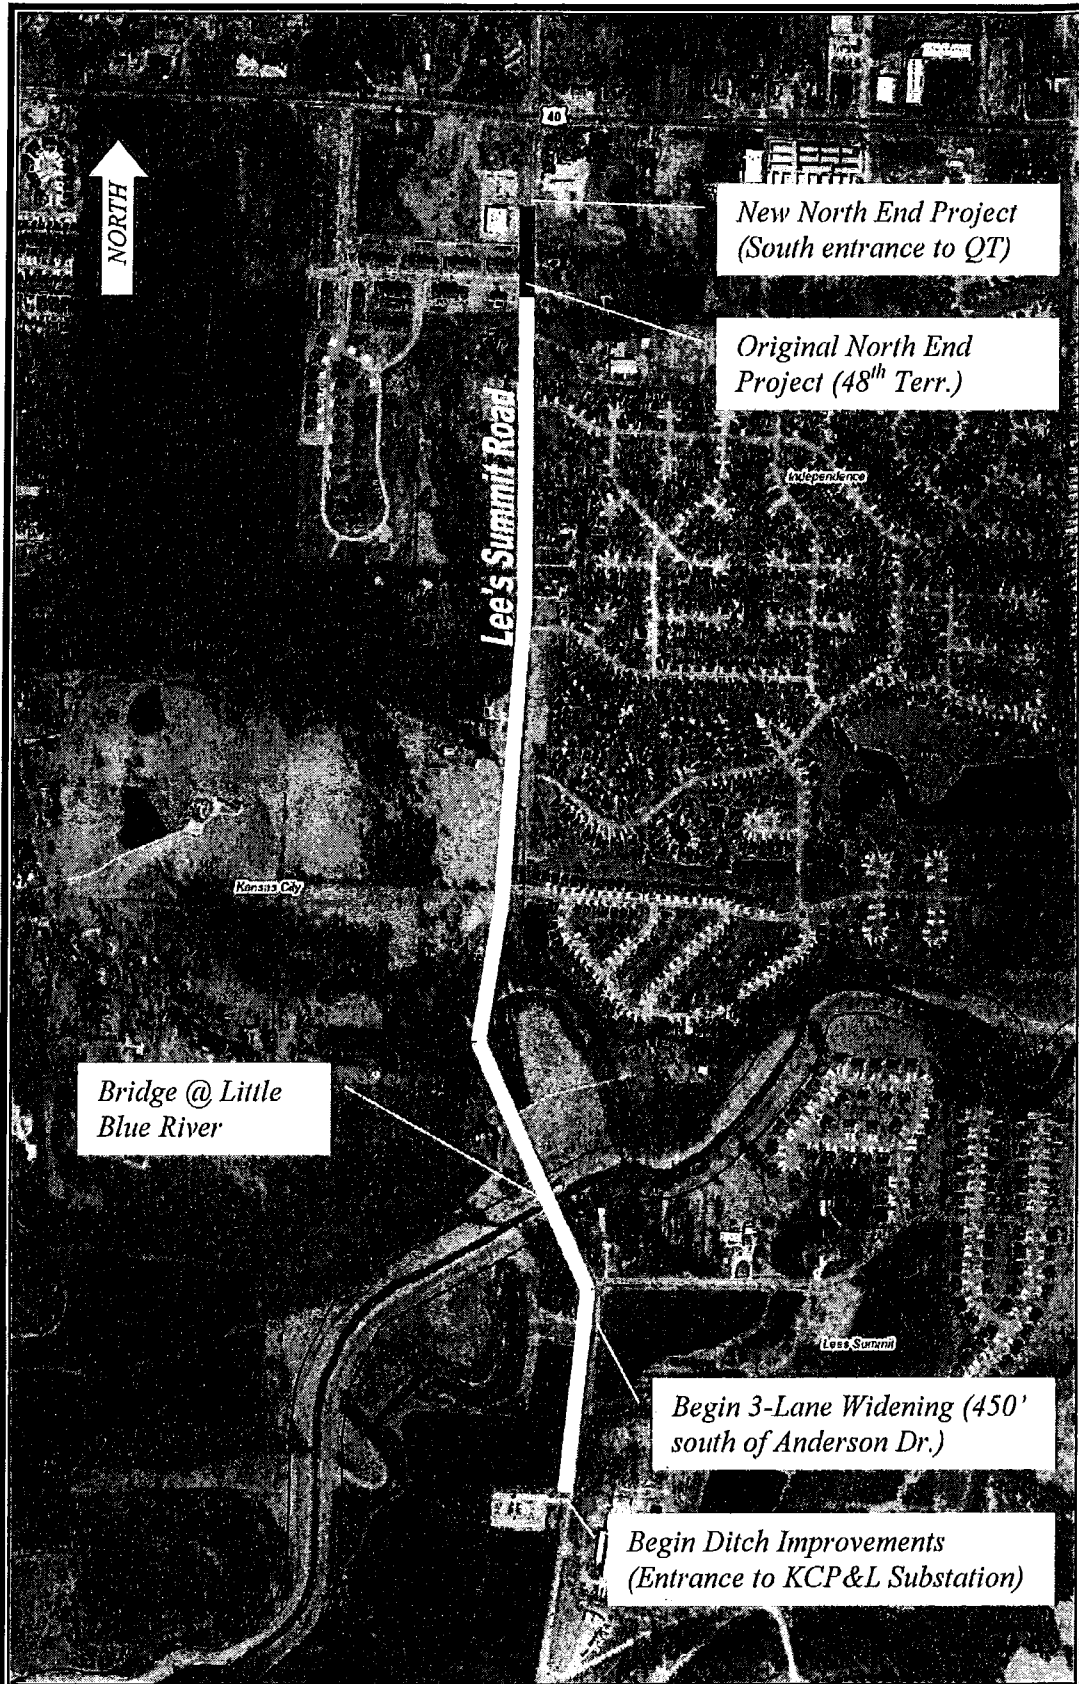 40
NORTH
New North End Project
(South entrance to QT)
Original North End
Project (48th Terr.)
Lee's Summit Road
Independence
Kansas City
Bridge @ Little
Blue River
Lees Summit
Begin 3-Lane Widening (450'
south of Anderson Dr.)
Begin Ditch Improvements
(Entrance to KCP&L Substation)